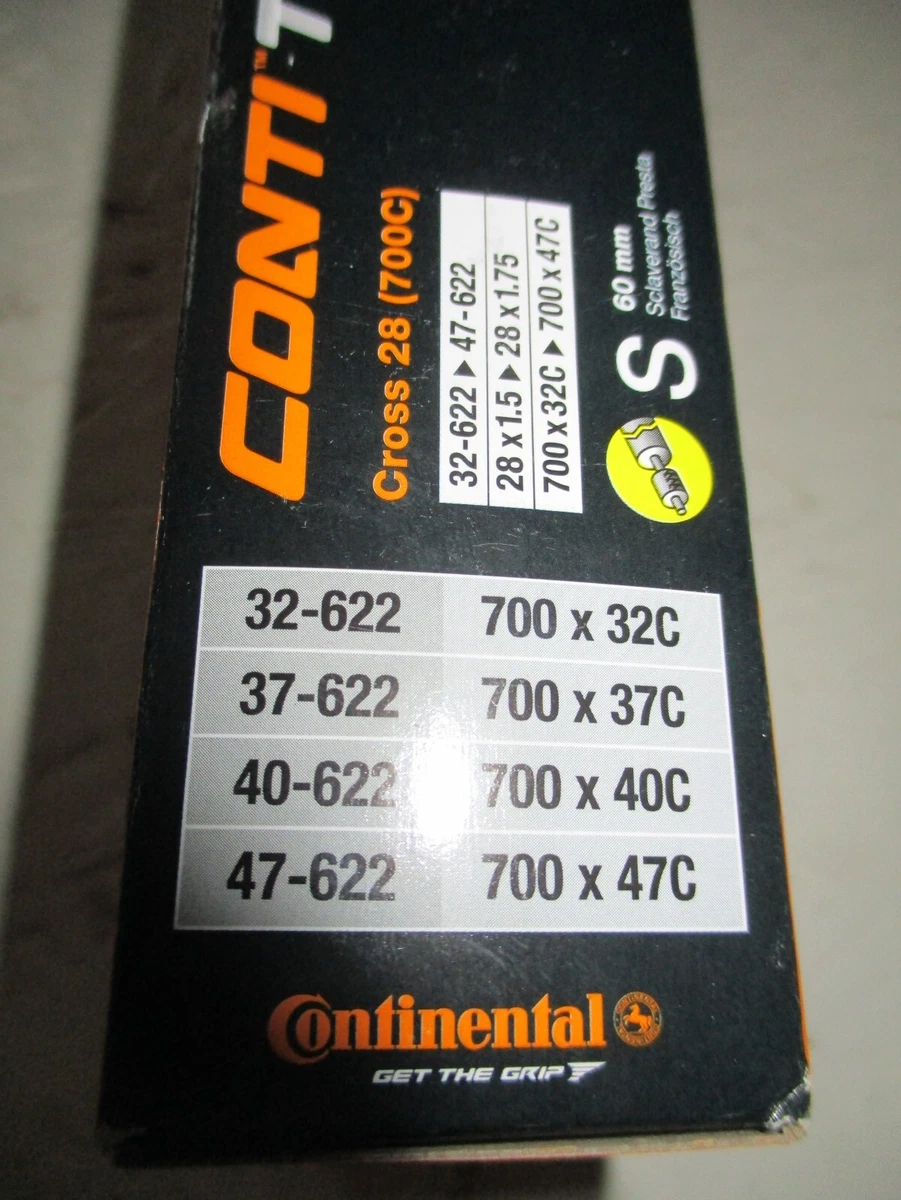 CONTI™ T
Cross 28 (700C)
32-622 ▶ 47-622
28 x 1.5 ▶ 28 x 1.75
700 x 32C ▶ 700 x 47C
S
60 mm
Sclaverand Presta
Französisch
32-622 700 x 32C
37-622 700 x 37C
40-622 700 x 40C
47-622 700 x 47C
Continental
GET THE GRIP